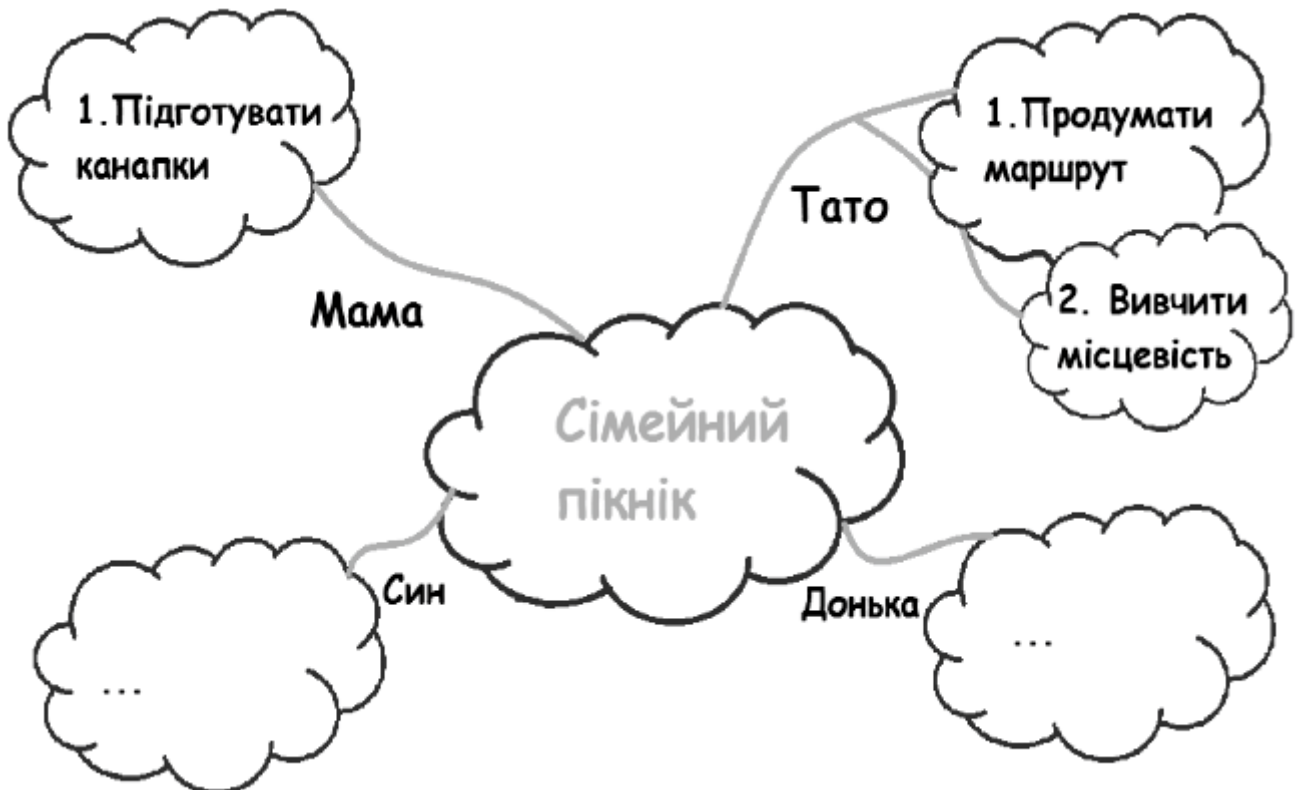 1.Підготувати
канапки
Мама
Тато
1.Продумати
маршрут
2. Вивчити
місцевість
Сімейний
пікнік
Син
...
Донька
...